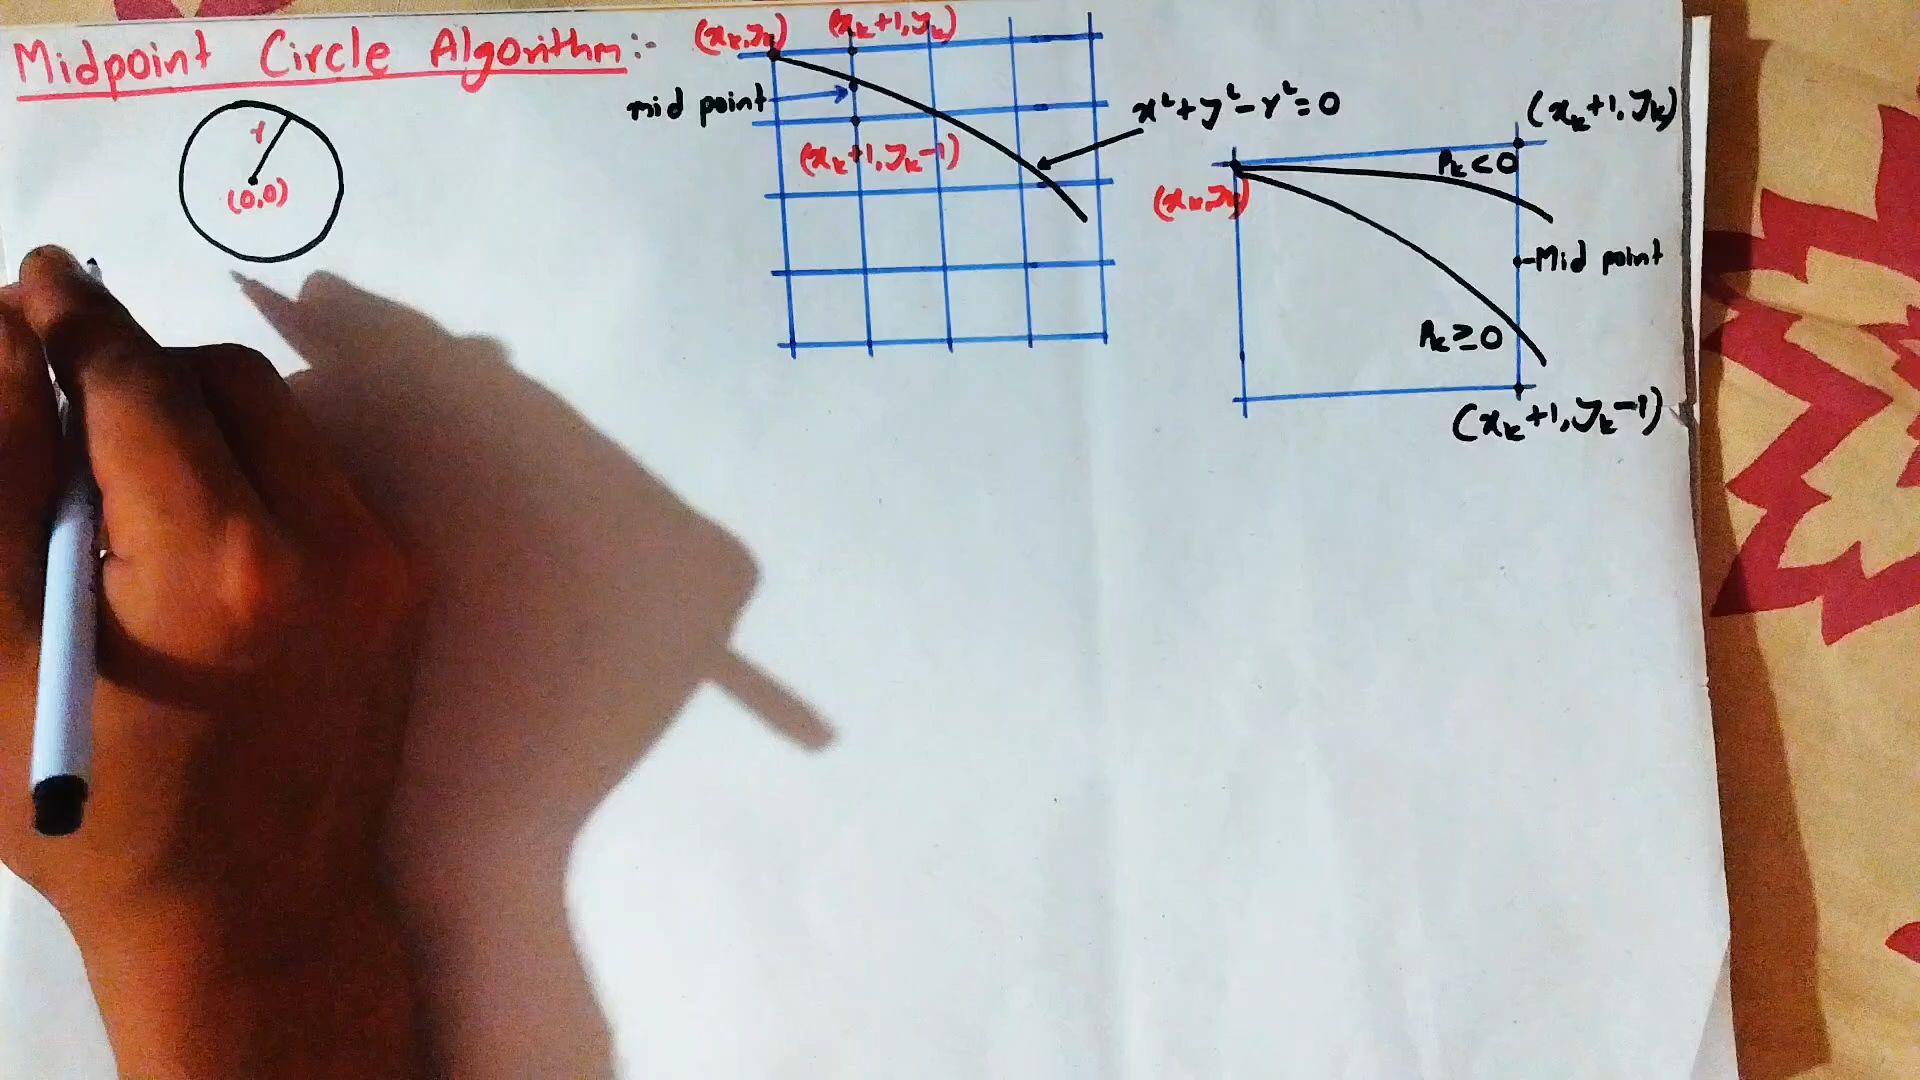 Midpoint Circle Algorithm:-
r
(0,0)
(xₖ,yₖ)
(xₖ+1,yₖ)
mid point
(xₖ+1,yₖ-1)
x²+y²-r²=0
(xₖ+1,yₖ)
Pₖ<0
(xₖ,yₖ)
Mid point
Pₖ≥0
(xₖ+1,yₖ-1)